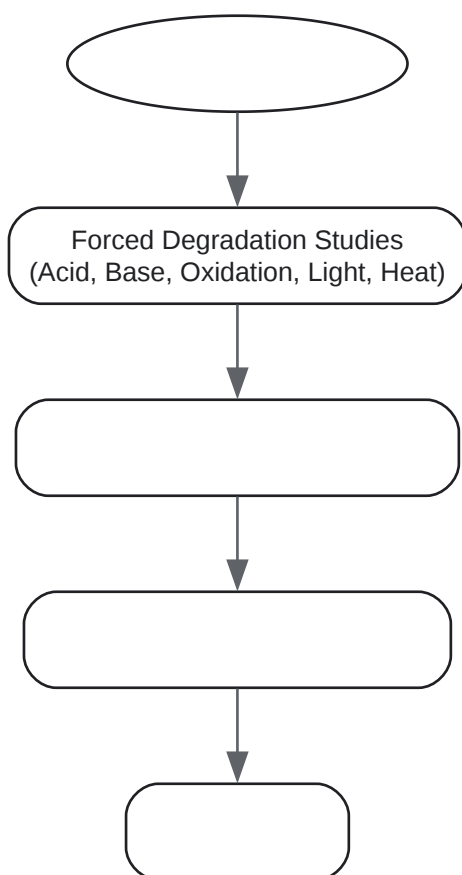 Forced Degradation Studies
(Acid, Base, Oxidation, Light, Heat)